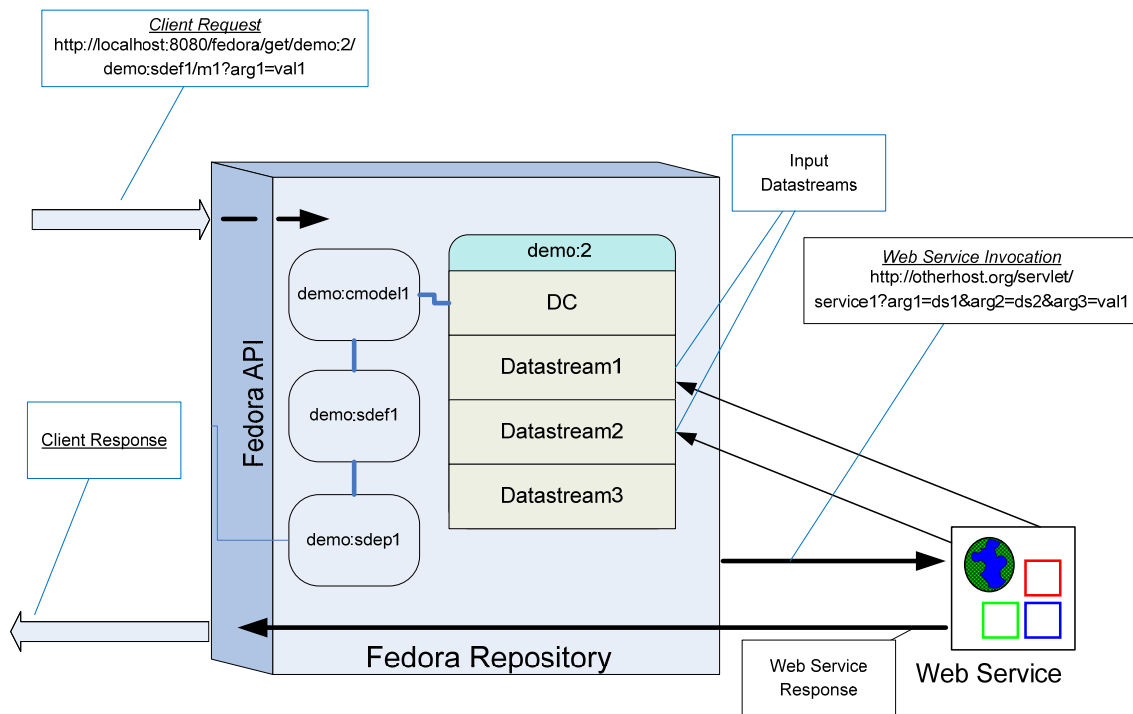 Client Request
http://localhost:8080/fedora/get/demo:2/
demo:sdef1/m1?arg1=val1
Input
Datastreams
Web Service Invocation
http://otherhost.org/servlet/
service1?arg1=ds1&arg2=ds2&arg3=val1
demo:2
DC
Datastream1
Datastream2
Datastream3
demo:cmodel1
demo:sdef1
demo:sdep1
Fedora API
Client Response
Fedora Repository
Web Service
Response
Web Service